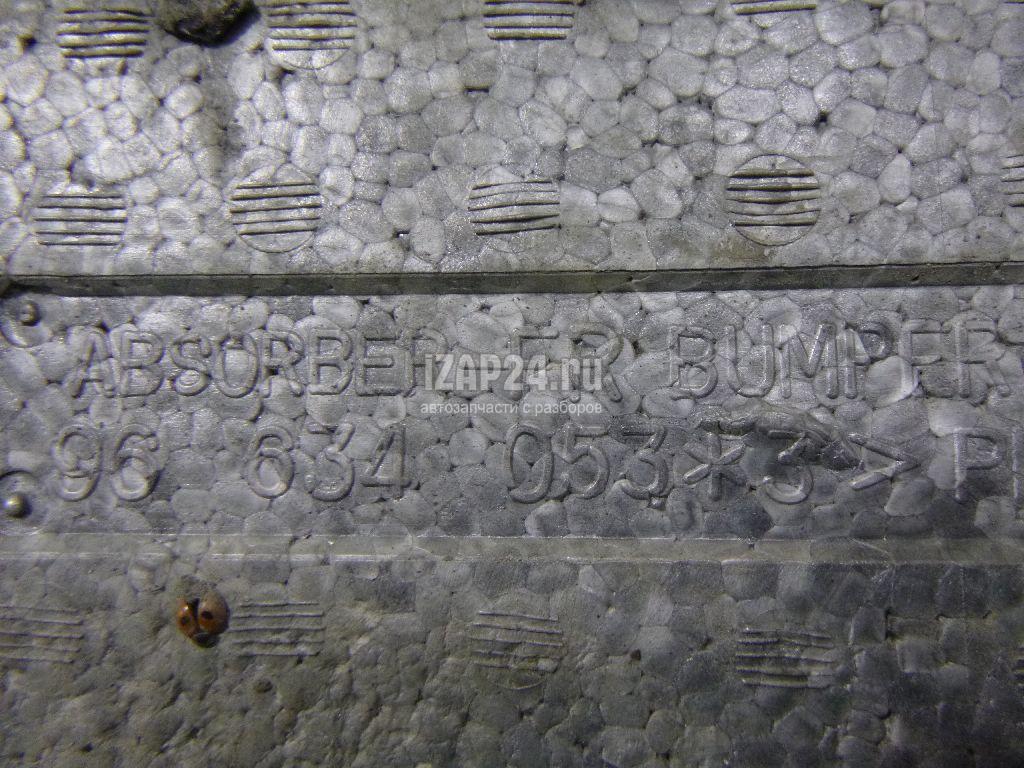 ABSORBER FR BUMPER
iZAP24.ru
автозапчасти с разборов
96 634 053*3 >P